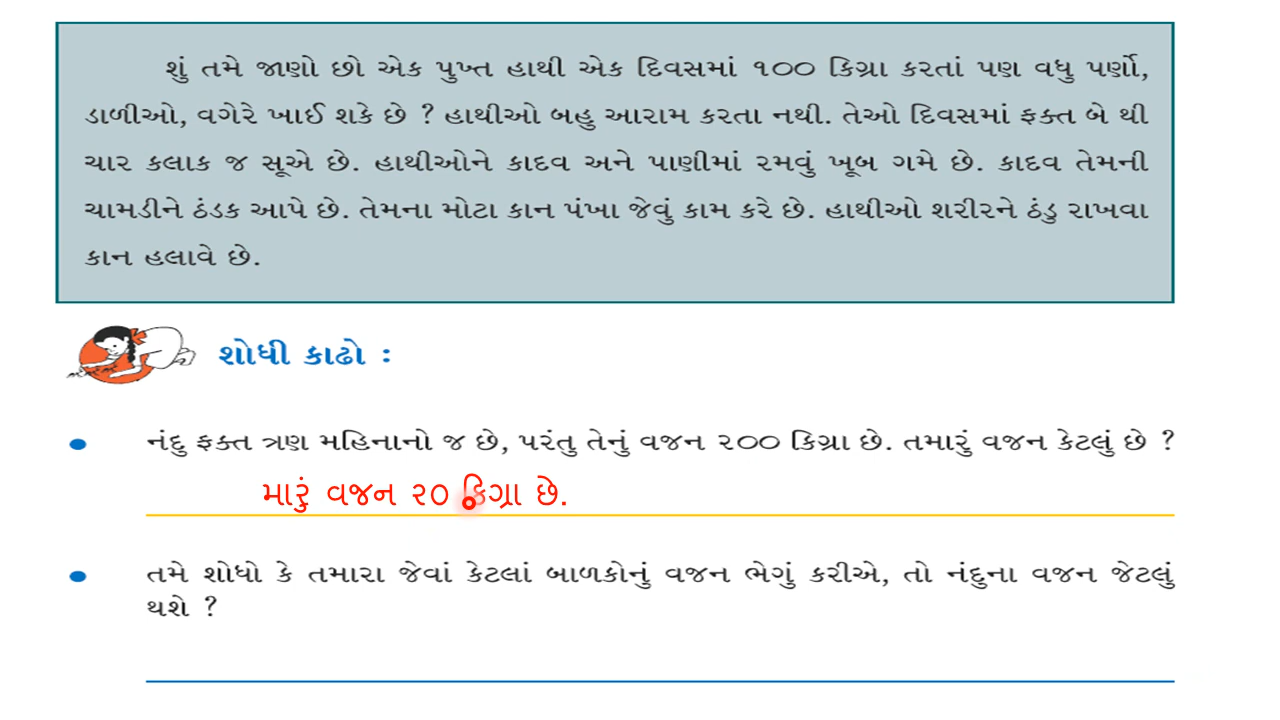 શું તમે જાણો છો એક પુખ્ત હાથી એક દિવસમાં ૧૦૦ કિગ્રા કરતાં પણ વધુ પર્ણો,
ડાળીઓ, વગેરે ખાઈ શકે છે ? હાથીઓ બહુ આરામ કરતા નથી. તેઓ દિવસમાં ફક્ત બે થી
ચાર કલાક જ સૂએ છે. હાથીઓને કાદવ અને પાણીમાં રમવું ખૂબ ગમે છે. કાદવ તેમની
ચામડીને ઠંડક આપે છે. તેમના મોટા કાન પંખા જેવું કામ કરે છે. હાથીઓ શરીરને ઠંડુ રાખવા
કાન હલાવે છે.
શોધી કાઢો :
નંદુ ફક્ત ત્રણ મહિનાનો જ છે, પરંતુ તેનું વજન ૨૦૦ કિગ્રા છે. તમારું વજન કેટલું છે ?
મારું વજન ૨૦ કિગ્રા છે.
તમે શોધો કે તમારા જેવાં કેટલાં બાળકોનું વજન ભેગું કરીએ, તો નંદુના વજન જેટલું
થશે ?